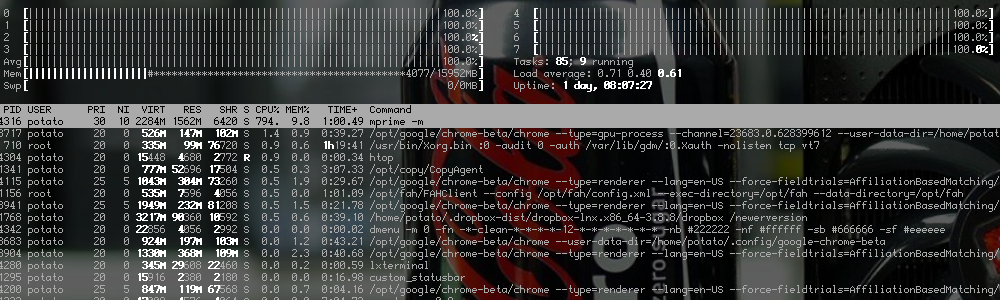 0 [ 100.0%] 4 [ 100.0%]
1 [ 100.0%] 5 [ 100.0%]
2 [ 100.0%] 6 [ 100.0%]
3 [ 100.0%] 7 [ 100.0%]
Avg [ 100.0%] Tasks: 85; 9 running
Mem [ 4077/15952MB] Load average: 0.71 0.40 0.61
Swp [ 0/0MB] Uptime: 1 day, 08:07:27
PID USER PRI NI VIRT RES SHR S CPU% MEM% TIME+ Command
4316 potato 30 10 2284M 1562M 6420 S 794. 9.8 1:00.49 mprime -m
3717 potato 20 0 526M 147M 102M S 1.4 0.9 0:39.27 /opt/google/chrome-beta/chrome --type=gpu-process --channel=23683.0.628399612 --user-data-dir=/home/potat
710 root 20 0 335M 99M 76720 S 0.9 0.6 1h19:41 /usr/bin/Xorg.bin :0 -audit 0 -auth /var/lib/gdm/:0.Xauth -nolisten tcp vt7
4304 potato 20 0 15448 4680 2772 R 0.9 0.0 0:00.34 htop
1341 potato 20 0 777M 52696 17504 S 0.5 0.3 7:03.33 /opt/copy/CopyAgent
4115 potato 25 5 1043M 304M 73260 S 0.5 1.9 0:29.67 /opt/google/chrome-beta/chrome --type=renderer --lang=en-US --force-fieldtrials=AffiliationBasedMatching/
1166 root 20 0 535M 7596 4056 S 0.5 0.0 1:01.09 /opt/fah/FAHClient --config /opt/fah/config.xml --exec-directory=/opt/fah --data-directory=/opt/fah
3941 potato 25 5 1949M 232M 81208 S 0.5 1.5 0:21.78 /opt/google/chrome-beta/chrome --type=renderer --lang=en-US --force-fieldtrials=AffiliationBasedMatching/
1768 potato 20 0 3217M 90360 10592 S 0.5 0.6 0:39.10 /home/potato/.dropbox-dist/dropbox-lnx.x86_64-3.8.8/dropbox /newerversion
4342 potato 20 0 22856 4056 2992 S 0.0 0.0 0:00.02 dmenu -m 0 -fn -*-clean-*-*-*-*-12-*-*-*-*-*-*-* -nb #222222 -nf #ffffff -sb #666666 -sf #eeeeee
3683 potato 20 0 924M 197M 103M S 0.0 1.2 0:43.21 /opt/google/chrome-beta/chrome --user-data-dir=/home/potato/.config/google-chrome-beta
3904 potato 20 0 1330M 368M 109M S 0.0 2.3 0:40.68 /opt/google/chrome-beta/chrome --type=renderer --lang=en-US --force-fieldtrials=AffiliationBasedMatching/
4280 potato 20 0 345M 29600 22460 S 0.0 0.2 0:00.59 lxterminal
1295 potato 20 0 15916 2380 2180 S 0.0 0.0 0:16.98 custom_statusbar
4200 potato 25 5 847M 119M 67568 S 0.0 0.7 0:04.16 /opt/google/chrome-beta/chrome --type=renderer --lang=en-US --force-fieldtrials=AffiliationBasedMatching/